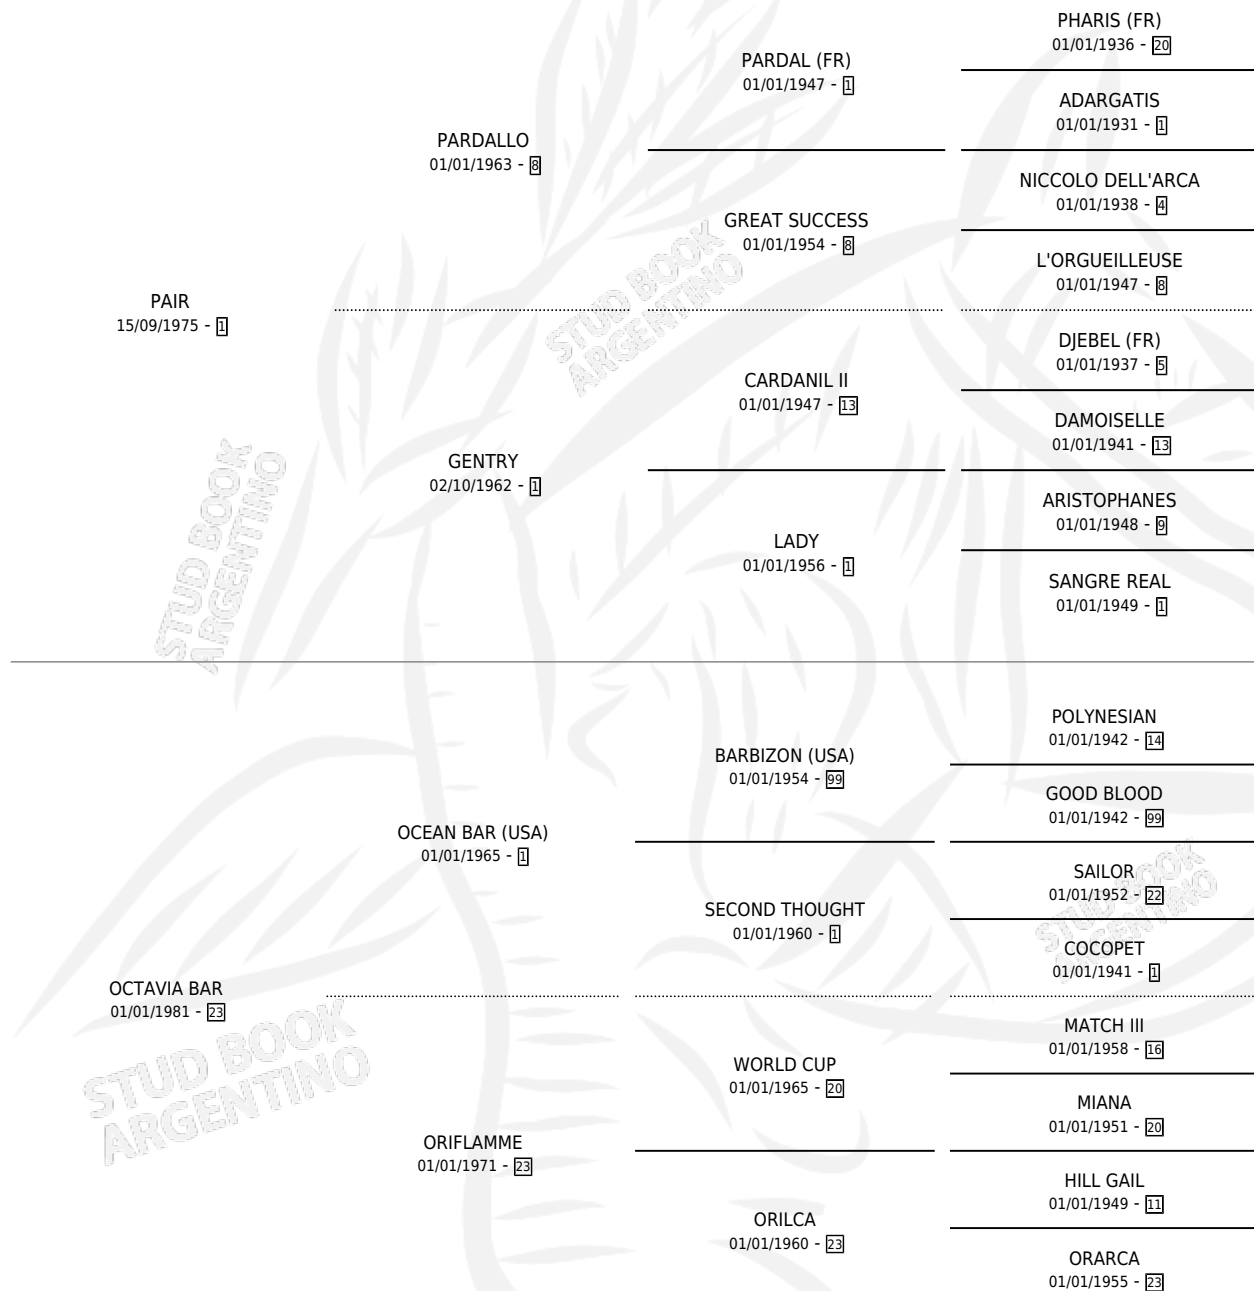 PHARIS (FR)
01/01/1936 - 20
PARDAL (FR)
01/01/1947 - 1
ADARGATIS
01/01/1931 - 1
PARDALLO
01/01/1963 - 8
NICCOLO DELL'ARCA
01/01/1938 - 4
GREAT SUCCESS
01/01/1954 - 8
L'ORGUEILLEUSE
01/01/1947 - 8
PAIR
15/09/1975 - 1
DJEBEL (FR)
01/01/1937 - 5
CARDANIL II
01/01/1947 - 13
DAMOISELLE
01/01/1941 - 13
GENTRY
02/10/1962 - 1
ARISTOPHANES
01/01/1948 - 9
LADY
01/01/1956 - 1
SANGRE REAL
01/01/1949 - 1
POLYNESIAN
01/01/1942 - 14
BARBIZON (USA)
01/01/1954 - 99
GOOD BLOOD
01/01/1942 - 99
OCEAN BAR (USA)
01/01/1965 - 1
SAILOR
01/01/1952 - 22
SECOND THOUGHT
01/01/1960 - 1
COCOPET
01/01/1941 - 1
OCTAVIA BAR
01/01/1981 - 23
MATCH III
01/01/1958 - 16
WORLD CUP
01/01/1965 - 20
MIANA
01/01/1951 - 20
ORIFLAMME
01/01/1971 - 23
HILL GAIL
01/01/1949 - 11
ORILCA
01/01/1960 - 23
ORARCA
01/01/1955 - 23
STUD BOOK
ARGENTINO
STUD BOOK
ARGENTINO
STUD BOOK
ARGENTINO
STUD BOOK
ARGENTINO